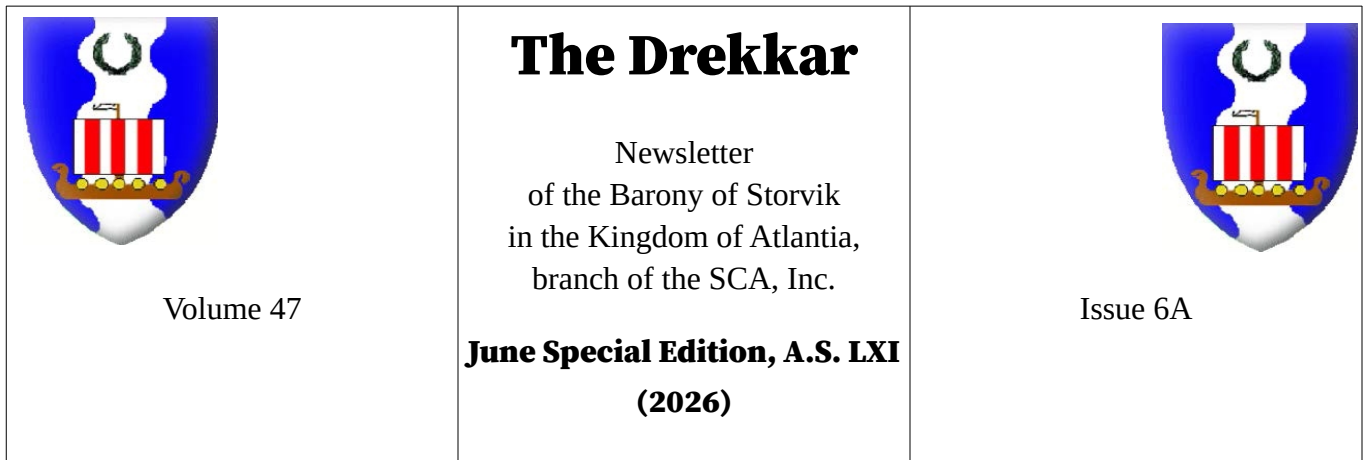 The Drekkar
Newsletter
of the Barony of Storvik
in the Kingdom of Atlantia,
branch of the SCA, Inc.
Volume 47
Issue 6A
June Special Edition, A.S. LXI
(2026)